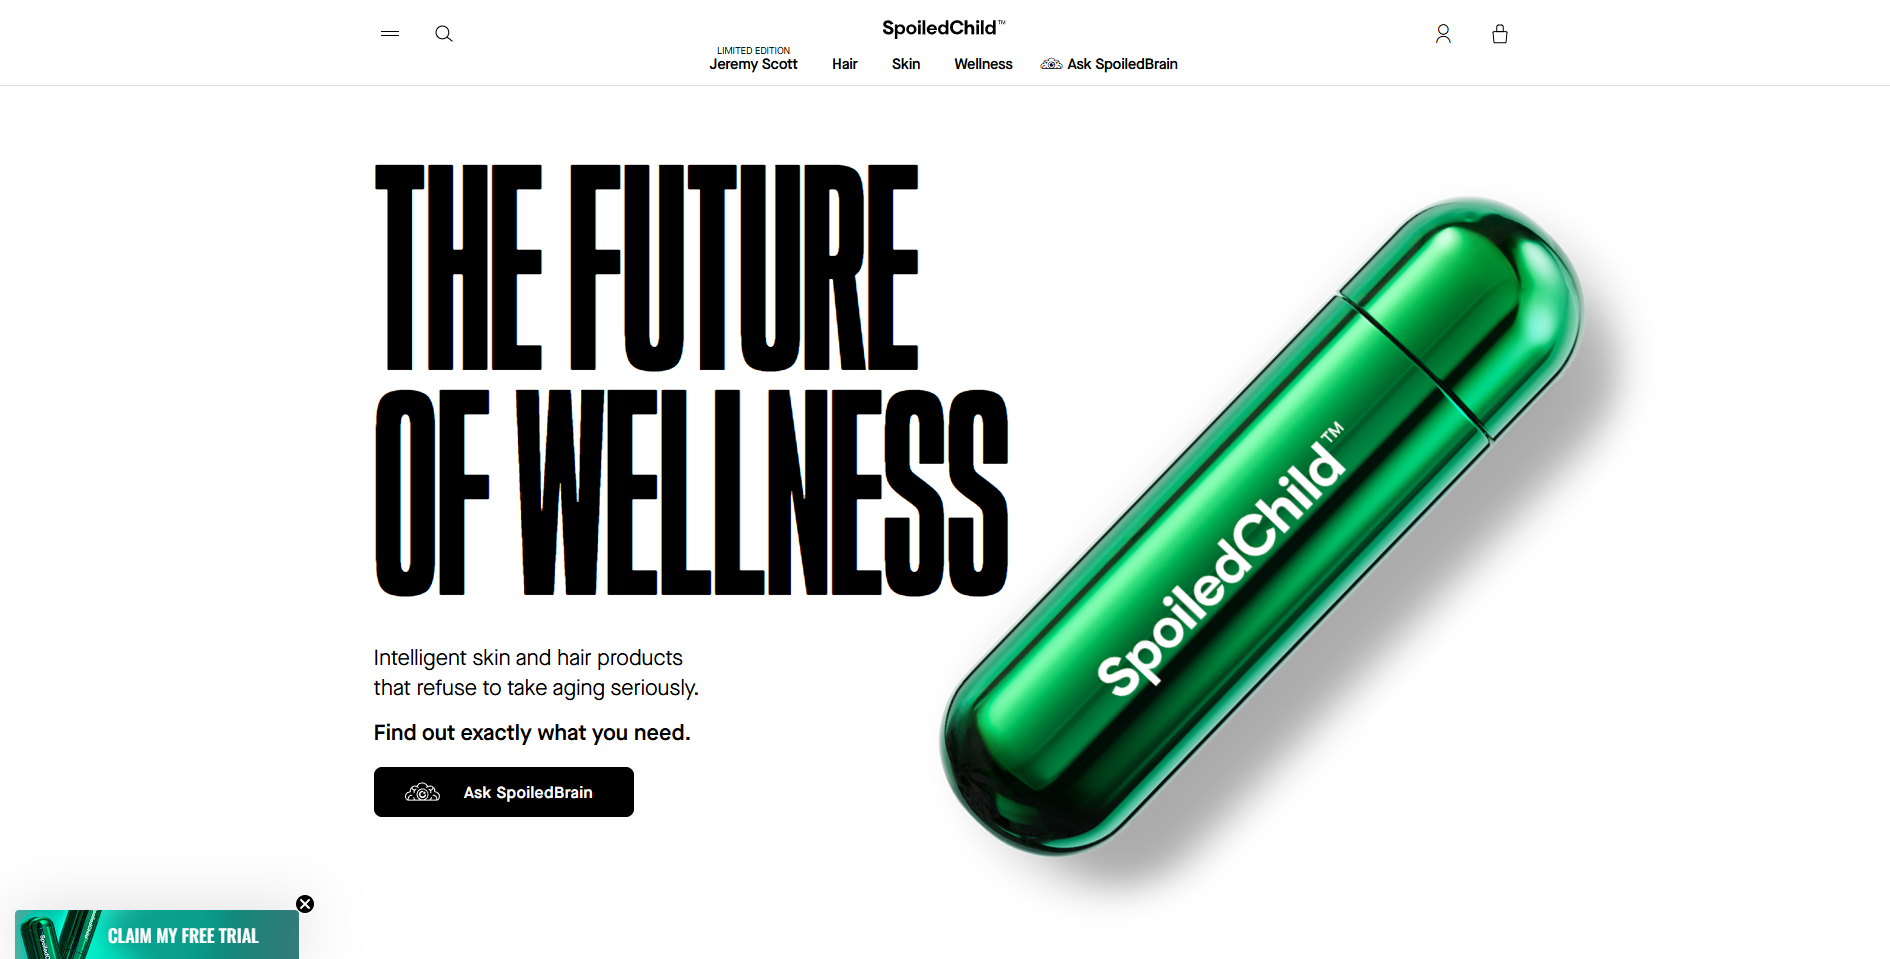 SpoiledChild™
LIMITED EDITION
Jeremy Scott
Hair
Skin
Wellness
Ask SpoiledBrain
THE FUTURE
OF WELLNESS
SpoiledChild™
Intelligent skin and hair products
that refuse to take aging seriously.
Find out exactly what you need.
Ask SpoiledBrain
CLAIM MY FREE TRIAL